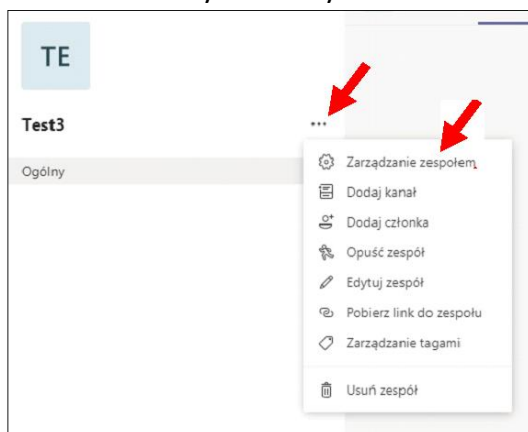 TE
Test3
...
Ogólny
Zarządzanie zespołem
Dodaj kanał
Dodaj członka
Opuść zespół
Edytuj zespół
Pobierz link do zespołu
Zarządzanie tagami
Usuń zespół